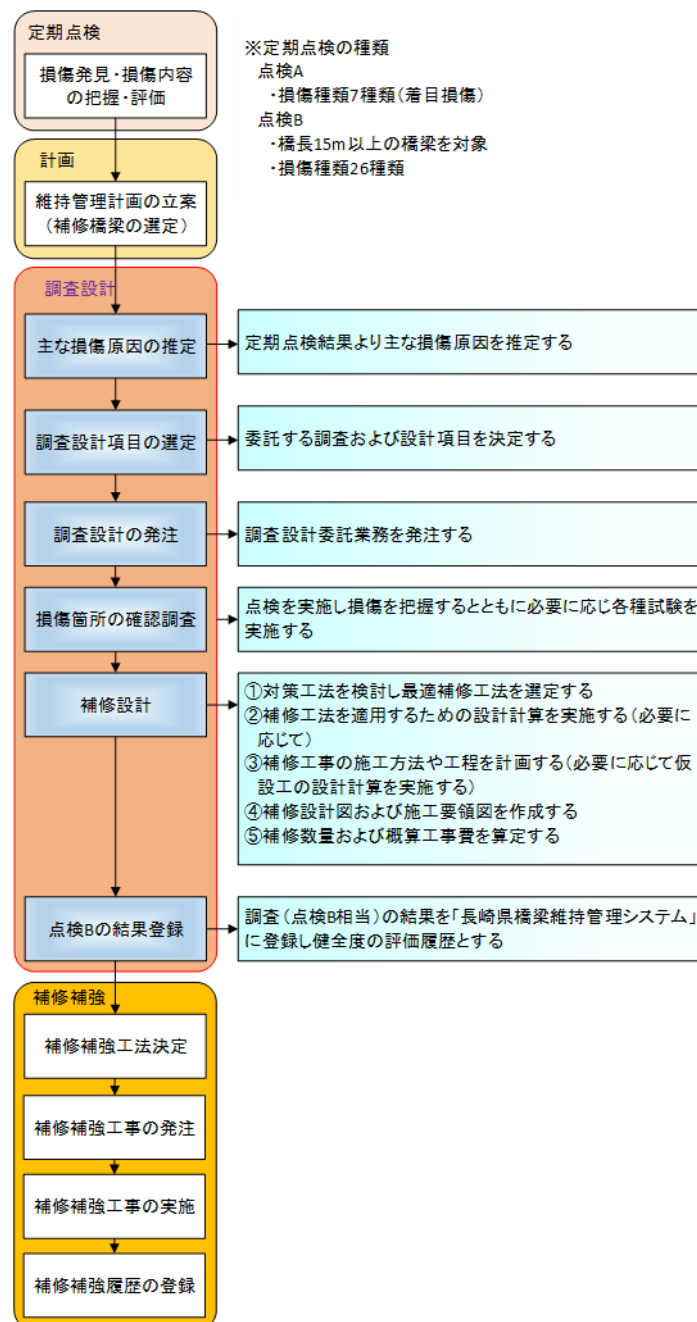 定期点検
損傷発見・損傷内容
の把握・評価
※定期点検の種類
点検A
・損傷種類7種類(着目損傷)
点検B
・橋長15m以上の橋梁を対象
・損傷種類26種類
計画
維持管理計画の立案
(補修橋梁の選定)
調査設計
主な損傷原因の推定
定期点検結果より主な損傷原因を推定する
調査設計項目の選定
委託する調査および設計項目を決定する
調査設計の発注
調査設計委託業務を発注する
損傷箇所の確認調査
点検を実施し損傷を把握するとともに必要に応じ各種試験を
実施する
補修設計
①対策工法を検討し最適補修工法を選定する
②補修工法を適用するための設計計算を実施する(必要に
応じて)
③補修工事の施工方法や工程を計画する(必要に応じて仮
設工の設計計算を実施する)
④補修設計図および施工要領図を作成する
⑤補修数量および概算工事費を算定する
点検Bの結果登録
調査(点検B相当)の結果を「長崎県橋梁維持管理システム」
に登録し健全度の評価履歴とする
補修補強
補修補強工法決定
補修補強工事の発注
補修補強工事の実施
補修補強履歴の登録